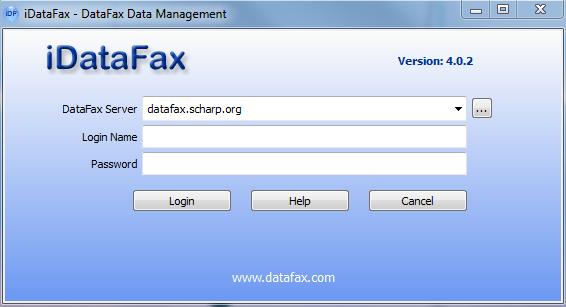 iDF iDataFax - DataFax Data Management
iDataFax
Version: 4.0.2
DataFax Server datafax.scharp.org ...
Login Name
Password
Login Help Cancel
www.datafax.com